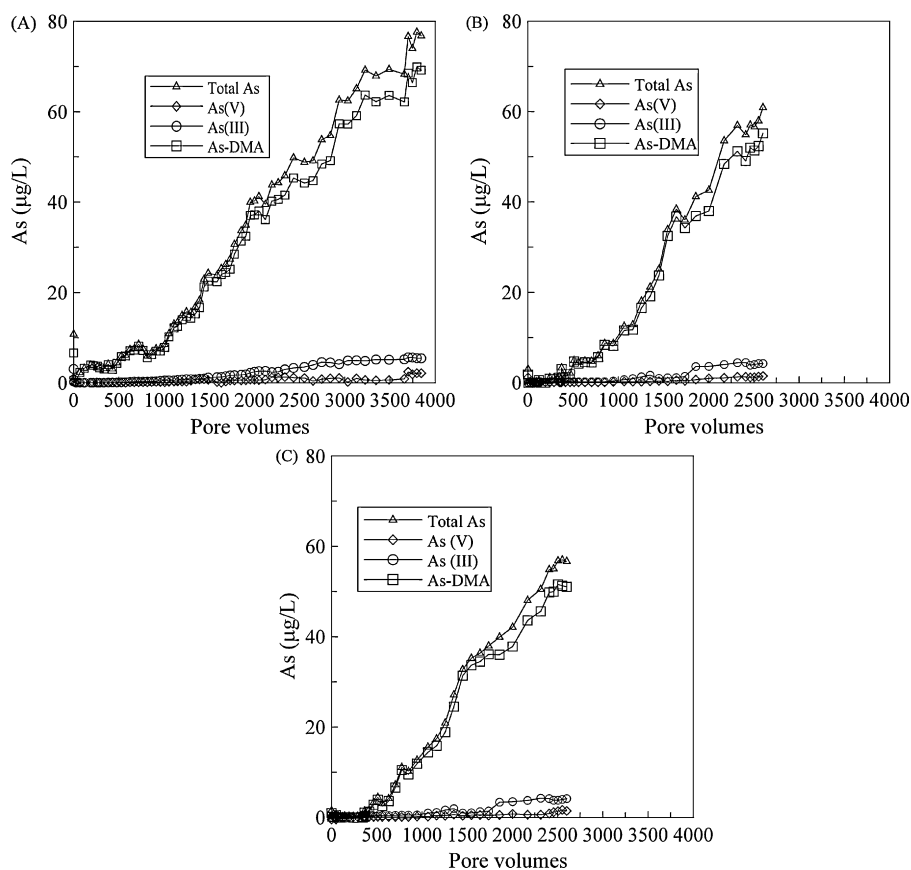 (A)
80
60
40
20
0
As (µg/L)
Total As
As(V)
As(III)
As-DMA
0 500 1000 1500 2000 2500 3000 3500 4000
Pore volumes
(B)
80
60
40
20
0
As (µg/L)
Total As
As(V)
As(III)
As-DMA
0 500 1000 1500 2000 2500 3000 3500 4000
Pore volumes
(C)
80
60
40
20
0
As (µg/L)
Total As
As (V)
As (III)
As-DMA
0 500 1000 1500 2000 2500 3000 3500 4000
Pore volumes